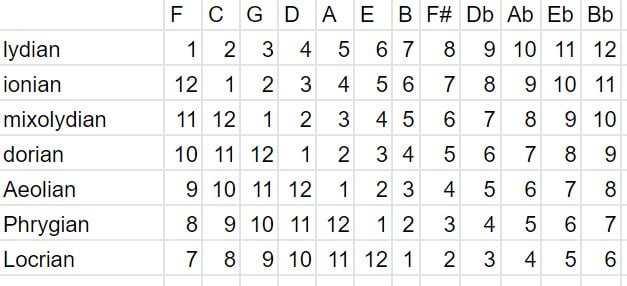 F C G D A E B F# Db Ab Eb Bb
lydian 1 2 3 4 5 6 7 8 9 10 11 12
ionian 12 1 2 3 4 5 6 7 8 9 10 11
mixolydian 11 12 1 2 3 4 5 6 7 8 9 10
dorian 10 11 12 1 2 3 4 5 6 7 8 9
Aeolian 9 10 11 12 1 2 3 4 5 6 7 8
Phrygian 8 9 10 11 12 1 2 3 4 5 6 7
Locrian 7 8 9 10 11 12 1 2 3 4 5 6